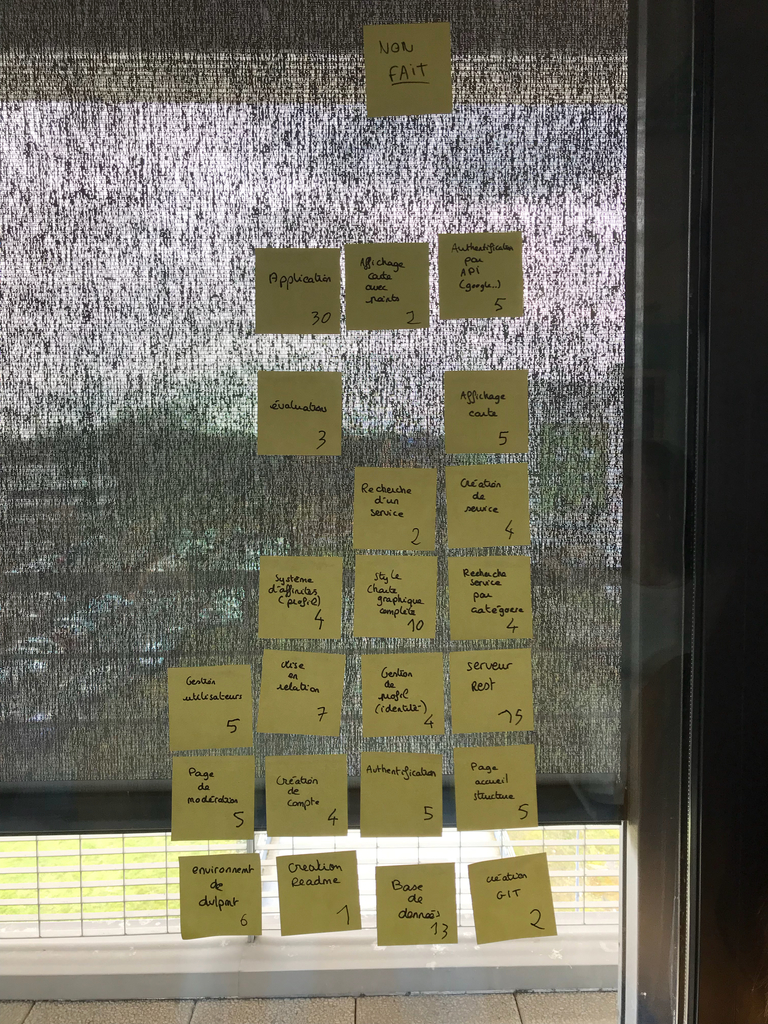 NON
FAIT
Application
30
Affichage
carte
avec
points
2
Authentification
par
API
(google...)
5
évaluation
3
Affichage
carte
5
Recherche
d'un
service
2
Création
de
service
4
Système
d'affinités
(profil)
4
Style
Charte
graphique
complète
10
Recherche
service
par
catégorie
4
Gestion
utilisateurs
5
Mise
en
relation
7
Gestion
de
profil
(identité)
4
serveur
Rest
15
Page
de
modération
5
Création
de
compte
4
Authentification
5
Page
accueil
structure
5
environnment
de
6
Creation
Readme
1
Base
de
données
13
création
GIT
2